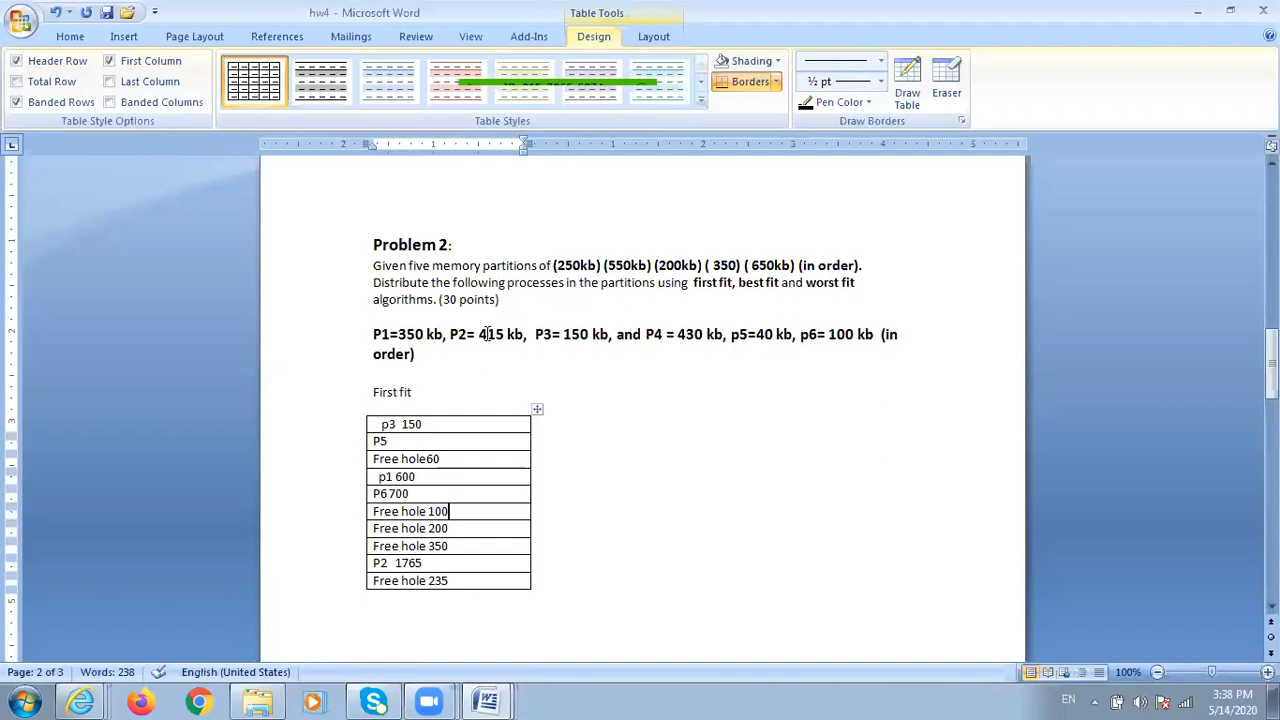 hw4 - Microsoft Word
Table Tools
Home Insert Page Layout References Mailings Review View Add-Ins Design Layout
Header Row First Column
Total Row Last Column
Banded Rows Banded Columns
Table Style Options
Table Styles
Shading
Borders
½ pt
Pen Color
Draw Table
Eraser
Draw Borders
Problem 2:
Given five memory partitions of (250kb) (550kb) (200kb) ( 350) ( 650kb) (in order).
Distribute the following processes in the partitions using first fit, best fit and worst fit
algorithms. (30 points)
P1=350 kb, P2= 415 kb, P3= 150 kb, and P4 = 430 kb, p5=40 kb, p6= 100 kb (in
order)
First fit
p3 150
P5
Free hole60
p1 600
P6 700
Free hole 100
Free hole 200
Free hole 350
P2 1765
Free hole 235
Page: 2 of 3 Words: 238 English (United States) 100%
EN
3:38 PM
5/14/2020